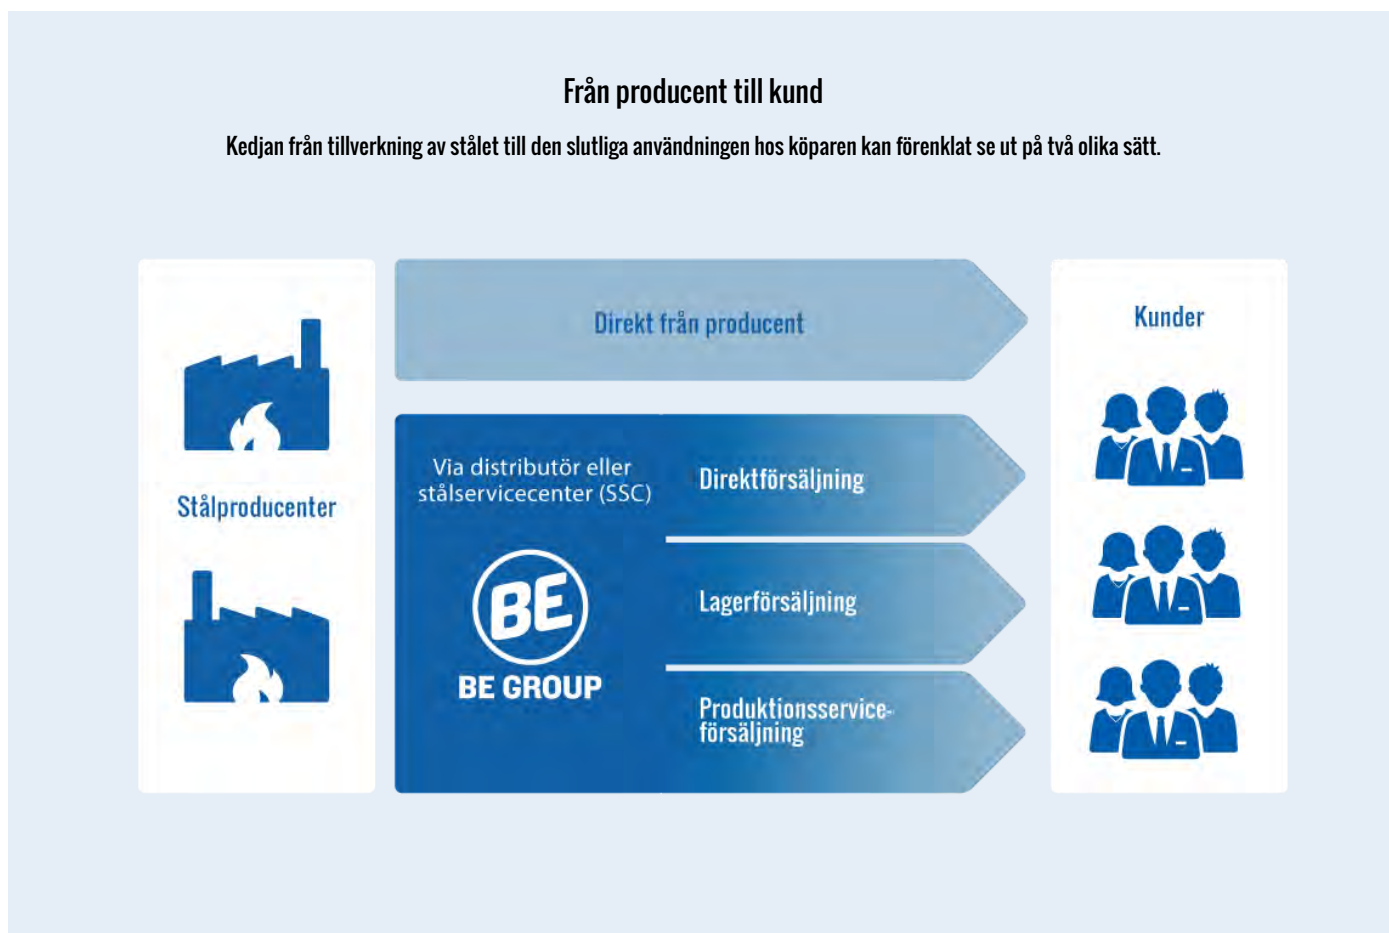 Från producent till kund
Kedjan från tillverkning av stålet till den slutliga användningen hos köparen kan förenklat se ut på två olika sätt.
Stålproducenter
Direkt från producent
Via distributör eller
stålservicecenter (SSC)
BE
BE GROUP
Direktförsäljning
Lagerförsäljning
Produktionsservice-
försäljning
Kunder